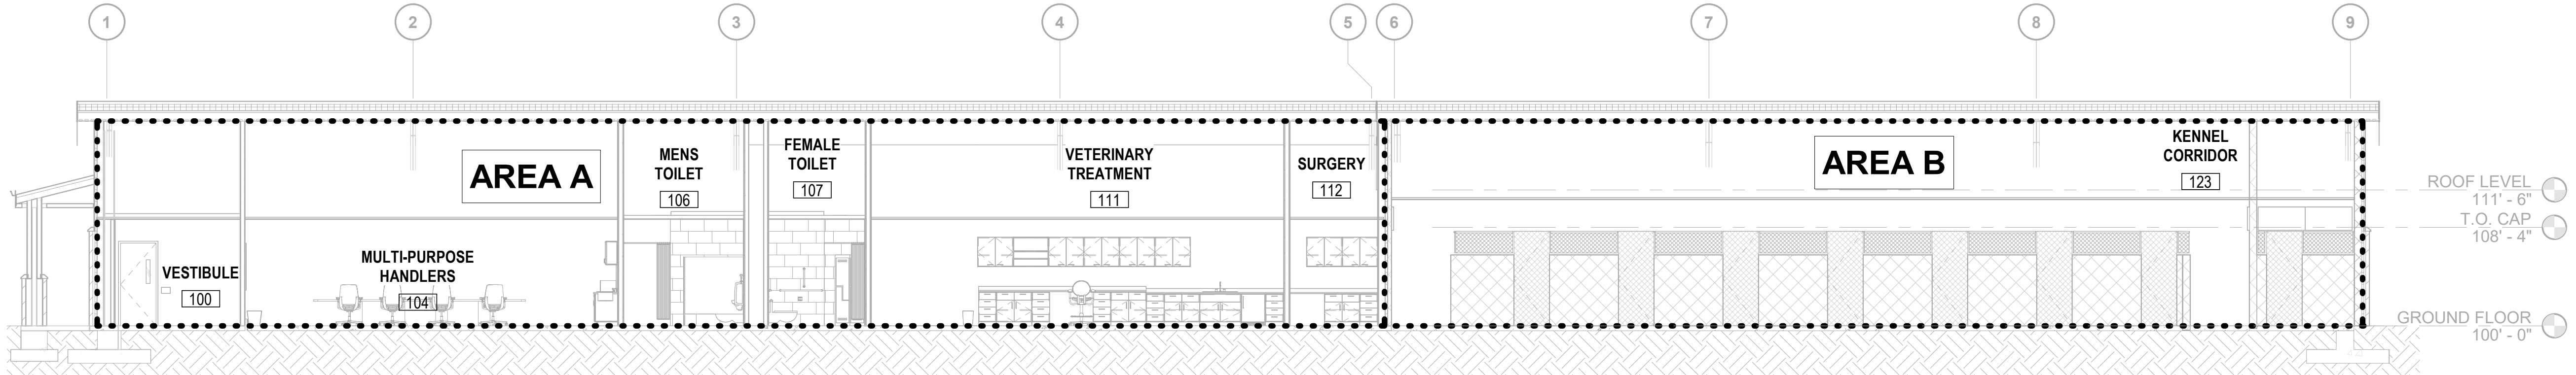 1
2
3
4
5
6
7
8
9
AREA A
MENS
TOILET
106
FEMALE
TOILET
107
VETERINARY
TREATMENT
111
SURGERY
112
AREA B
KENNEL
CORRIDOR
123
ROOF LEVEL
111' - 6"
T.O. CAP
108' - 4"
VESTIBULE
100
MULTI-PURPOSE
HANDLERS
104
GROUND FLOOR
100' - 0"